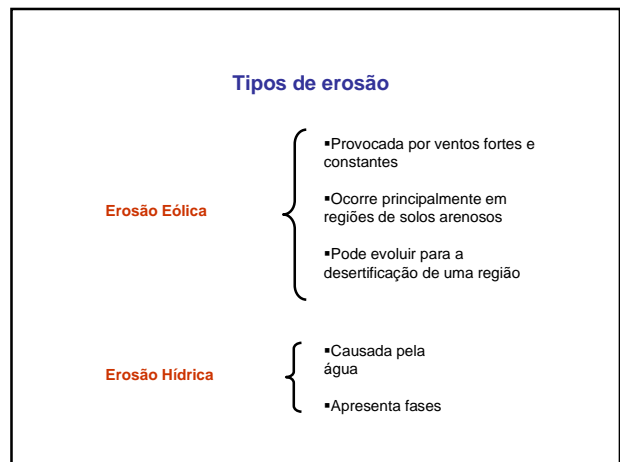 Tipos de erosão
Erosão Eólica
▪Provocada por ventos fortes e
constantes
▪Ocorre principalmente em
regiões de solos arenosos
▪Pode evoluir para a
desertificação de uma região
Erosão Hídrica
▪Causada pela
água
▪Apresenta fases